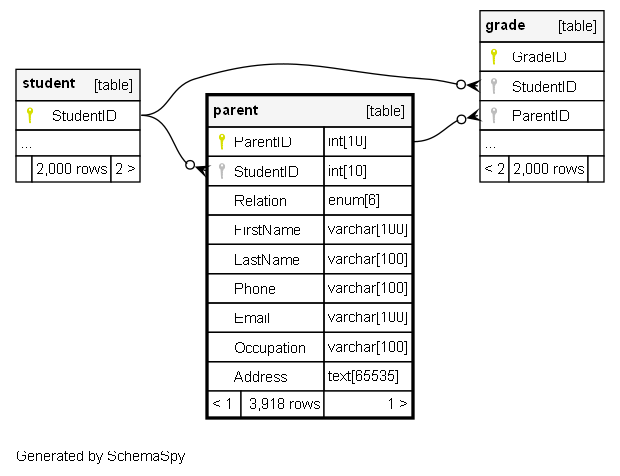 student [table]
StudentID
...
2,000 rows 2 >
parent [table]
ParentID int[10]
StudentID int[10]
Relation enum[6]
FirstName varchar[100]
LastName varchar[100]
Phone varchar[100]
Email varchar[100]
Occupation varchar[100]
Address text[65535]
< 1 3,918 rows 1 >
grade [table]
GradeID
StudentID
ParentID
...
< 2 2,000 rows
Generated by SchemaSpy